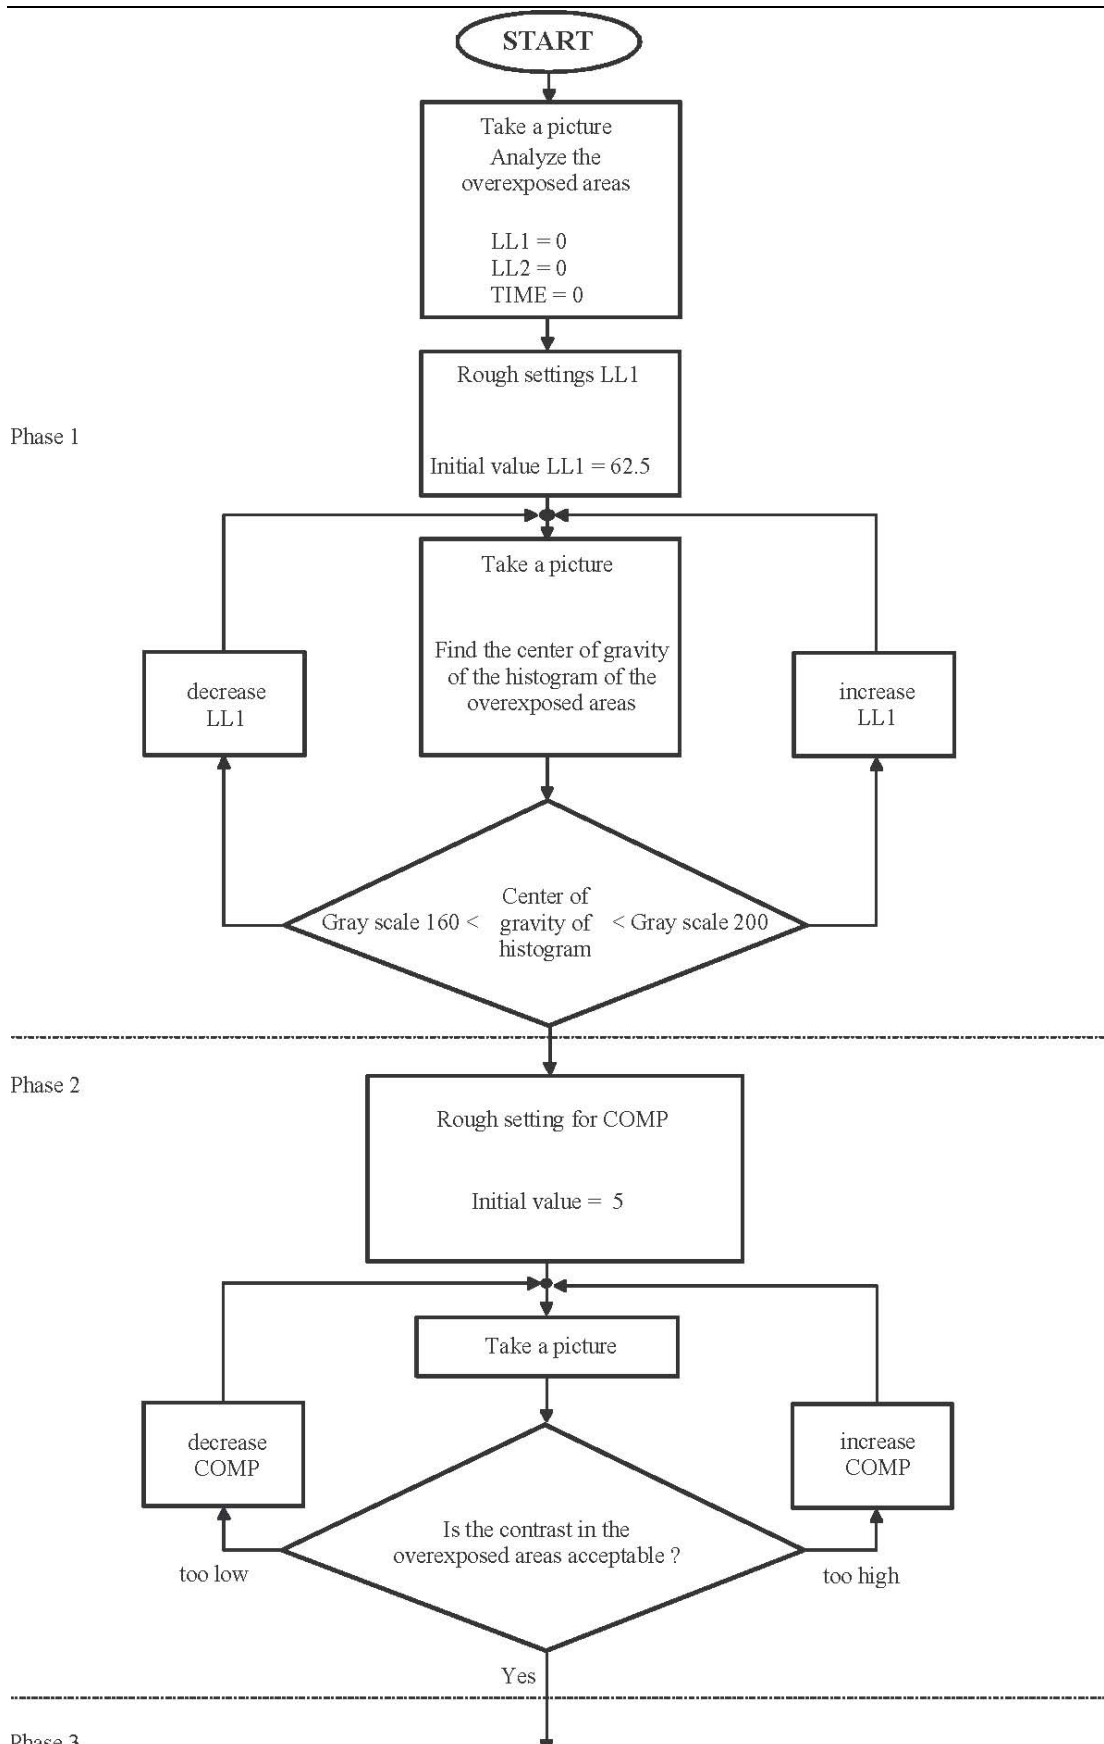 START
Take a picture
Analyze the
overexposed areas
LL1 = 0
LL2 = 0
TIME = 0
Rough settings LL1
Phase 1
Initial value LL1 = 62.5
Take a picture
Find the center of gravity
of the histogram of the
overexposed areas
decrease
LL1
increase
LL1
Gray scale 160 < Center of gravity of histogram < Gray scale 200
Phase 2
Rough setting for COMP
Initial value = 5
Take a picture
decrease
COMP
increase
COMP
Is the contrast in the
overexposed areas acceptable ?
too low
too high
Yes
Phase 3